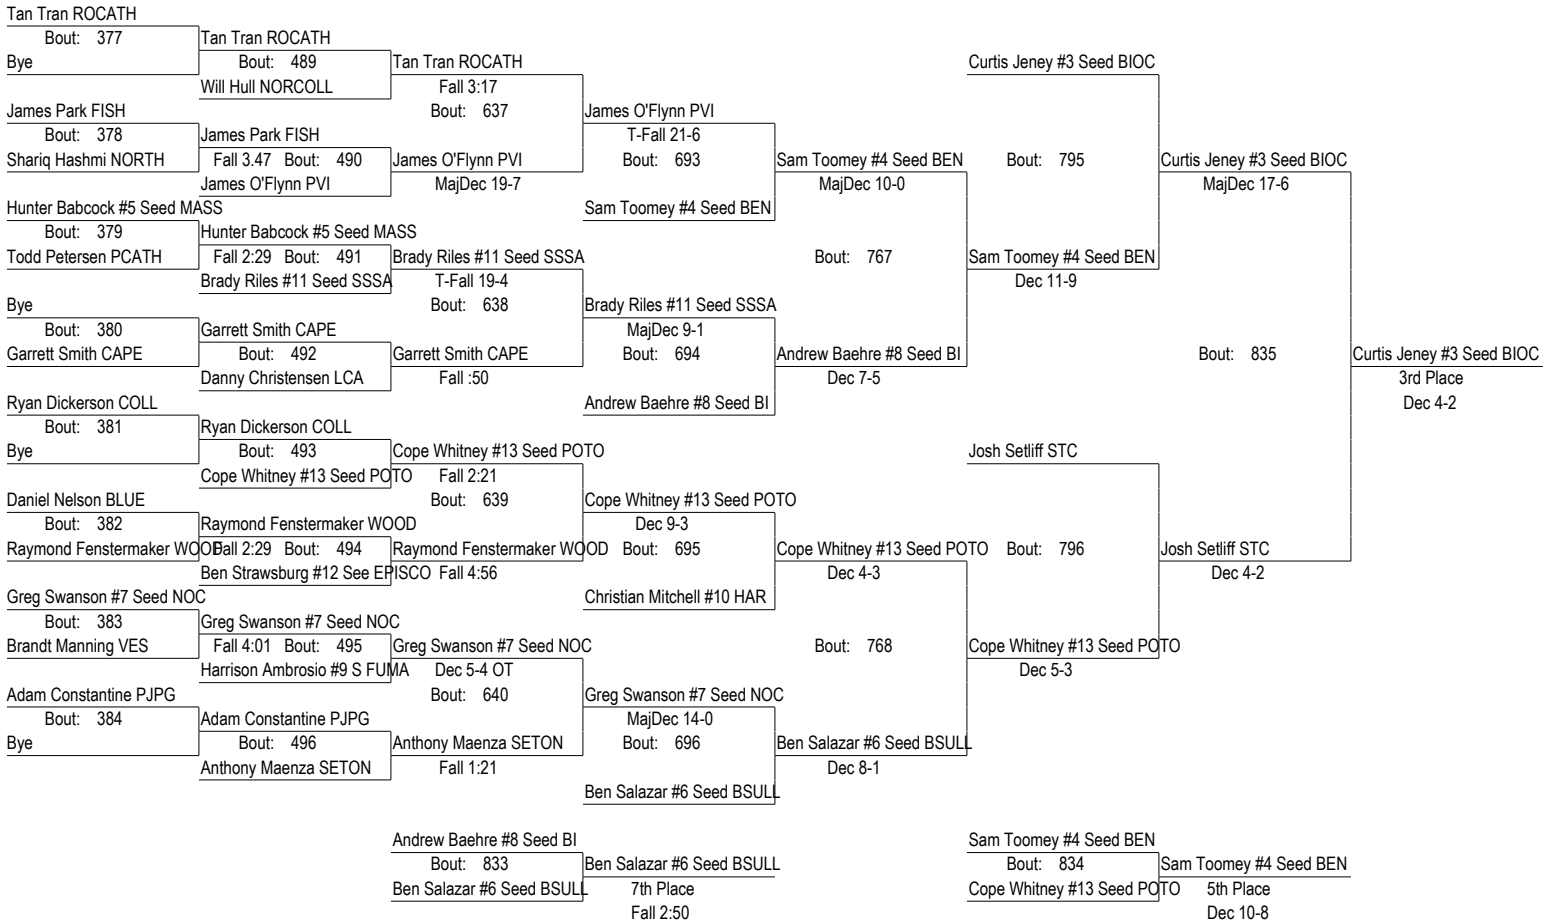 Tan Tran ROCATH
Bout: 377
Tan Tran ROCATH
Bye
Bout: 489
Tan Tran ROCATH
Curtis Jeney #3 Seed BIOC
Will Hull NORCOLL
Fall 3:17
James Park FISH
Bout: 637
James O'Flynn PVI
Bout: 378
James Park FISH
T-Fall 21-6
Shariq Hashmi NORTH
Fall 3.47 Bout: 490
James O'Flynn PVI
Bout: 693
Sam Toomey #4 Seed BEN
Bout: 795
Curtis Jeney #3 Seed BIOC
James O'Flynn PVI
MajDec 19-7
MajDec 10-0
MajDec 17-6
Hunter Babcock #5 Seed MASS
Sam Toomey #4 Seed BEN
Bout: 379
Hunter Babcock #5 Seed MASS
Todd Petersen PCATH
Fall 2:29 Bout: 491
Brady Riles #11 Seed SSSA
Bout: 767
Sam Toomey #4 Seed BEN
Brady Riles #11 Seed SSSA
T-Fall 19-4
Dec 11-9
Bye
Bout: 638
Brady Riles #11 Seed SSSA
Bout: 380
Garrett Smith CAPE
MajDec 9-1
Garrett Smith CAPE
Bout: 492
Garrett Smith CAPE
Bout: 694
Andrew Baehre #8 Seed BI
Bout: 835
Curtis Jeney #3 Seed BIOC
Danny Christensen LCA
Fall :50
Dec 7-5
3rd Place
Ryan Dickerson COLL
Andrew Baehre #8 Seed BI
Dec 4-2
Bout: 381
Ryan Dickerson COLL
Bye
Bout: 493
Cope Whitney #13 Seed POTO
Josh Setliff STC
Cope Whitney #13 Seed POTO
Fall 2:21
Daniel Nelson BLUE
Bout: 639
Cope Whitney #13 Seed POTO
Bout: 382
Raymond Fenstermaker WOOD
Dec 9-3
Raymond Fenstermaker WOOD
Fall 2:29 Bout: 494
Raymond Fenstermaker WOOD
Bout: 695
Cope Whitney #13 Seed POTO
Bout: 796
Josh Setliff STC
Ben Strawsburg #12 See EPISCO
Fall 4:56
Dec 4-3
Dec 4-2
Greg Swanson #7 Seed NOC
Christian Mitchell #10 HAR
Bout: 383
Greg Swanson #7 Seed NOC
Brandt Manning VES
Fall 4:01 Bout: 495
Greg Swanson #7 Seed NOC
Bout: 768
Cope Whitney #13 Seed POTO
Harrison Ambrosio #9 S FUMA
Dec 5-4 OT
Dec 5-3
Adam Constantine PJPG
Bout: 640
Greg Swanson #7 Seed NOC
Bout: 384
Adam Constantine PJPG
MajDec 14-0
Bye
Bout: 496
Anthony Maenza SETON
Bout: 696
Ben Salazar #6 Seed BSULL
Anthony Maenza SETON
Fall 1:21
Dec 8-1
Ben Salazar #6 Seed BSULL
Andrew Baehre #8 Seed BI
Sam Toomey #4 Seed BEN
Bout: 833
Ben Salazar #6 Seed BSULL
Bout: 834
Sam Toomey #4 Seed BEN
Ben Salazar #6 Seed BSULL
7th Place
Cope Whitney #13 Seed POTO
5th Place
Fall 2:50
Dec 10-8